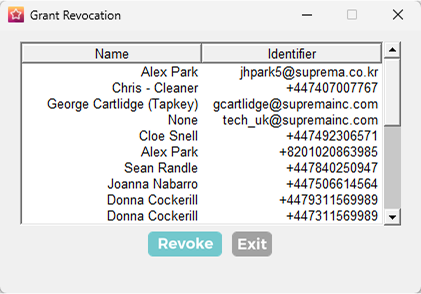 Grant Revocation
Name Identifier
Alex Park jhpark5@suprema.co.kr
Chris - Cleaner +447407007767
George Cartlidge (Tapkey) gcartlidge@supremainc.com
None tech_uk@supremainc.com
Cloe Snell +447492306571
Alex Park +8201020863985
Sean Randle +447840250947
Joanna Nabarro +447506614564
Donna Cockerill +4479311569989
Donna Cockerill +447311569989
Revoke Exit